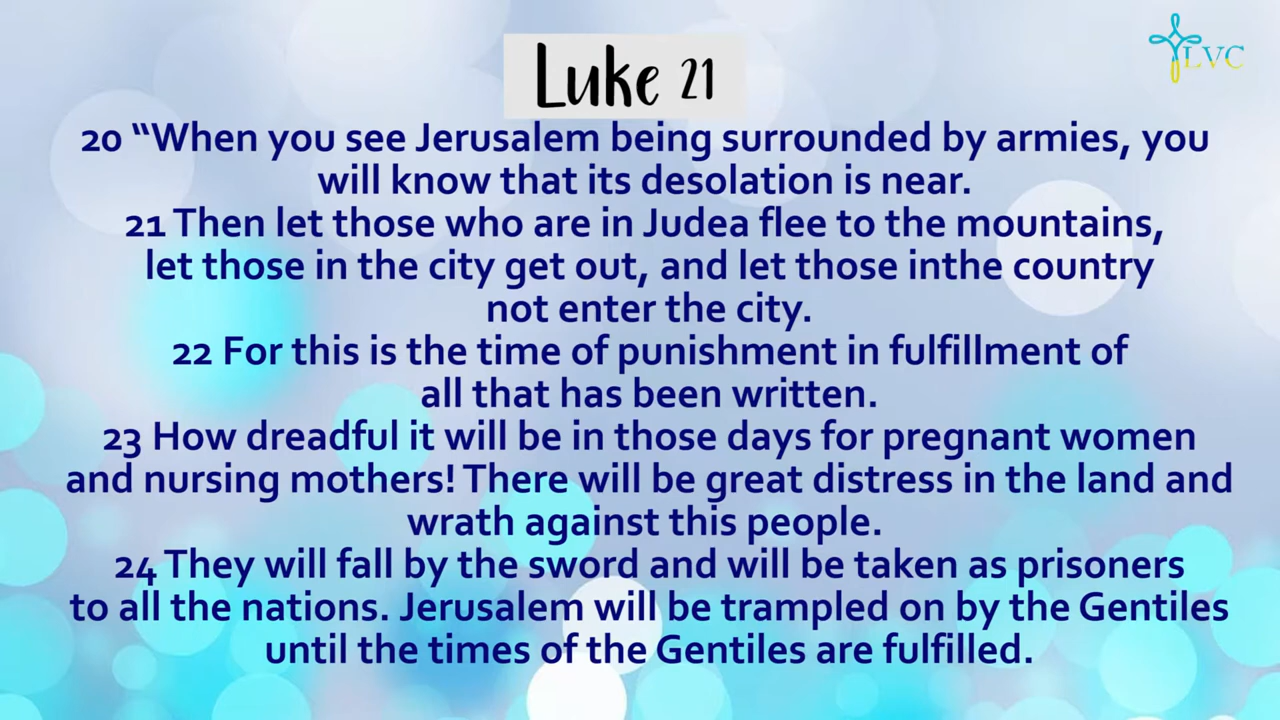 Luke 21
LVC
20 “When you see Jerusalem being surrounded by armies, you
will know that its desolation is near.
21 Then let those who are in Judea flee to the mountains,
let those in the city get out, and let those inthe country
not enter the city.
22 For this is the time of punishment in fulfillment of
all that has been written.
23 How dreadful it will be in those days for pregnant women
and nursing mothers! There will be great distress in the land and
wrath against this people.
24 They will fall by the sword and will be taken as prisoners
to all the nations. Jerusalem will be trampled on by the Gentiles
until the times of the Gentiles are fulfilled.